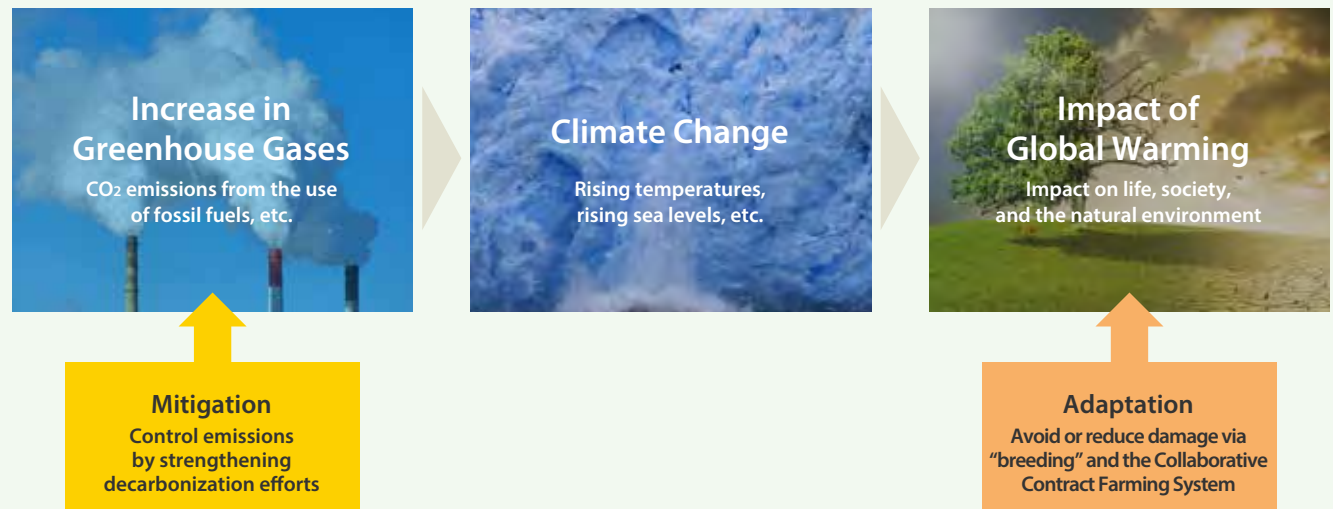 Increase in
Greenhouse Gases
CO₂ emissions from the use
of fossil fuels, etc.
Climate Change
Rising temperatures,
rising sea levels, etc.
Impact of
Global Warming
Impact on life, society,
and the natural environment
Mitigation
Control emissions
by strengthening
decarbonization efforts
Adaptation
Avoid or reduce damage via
“breeding” and the Collaborative
Contract Farming System